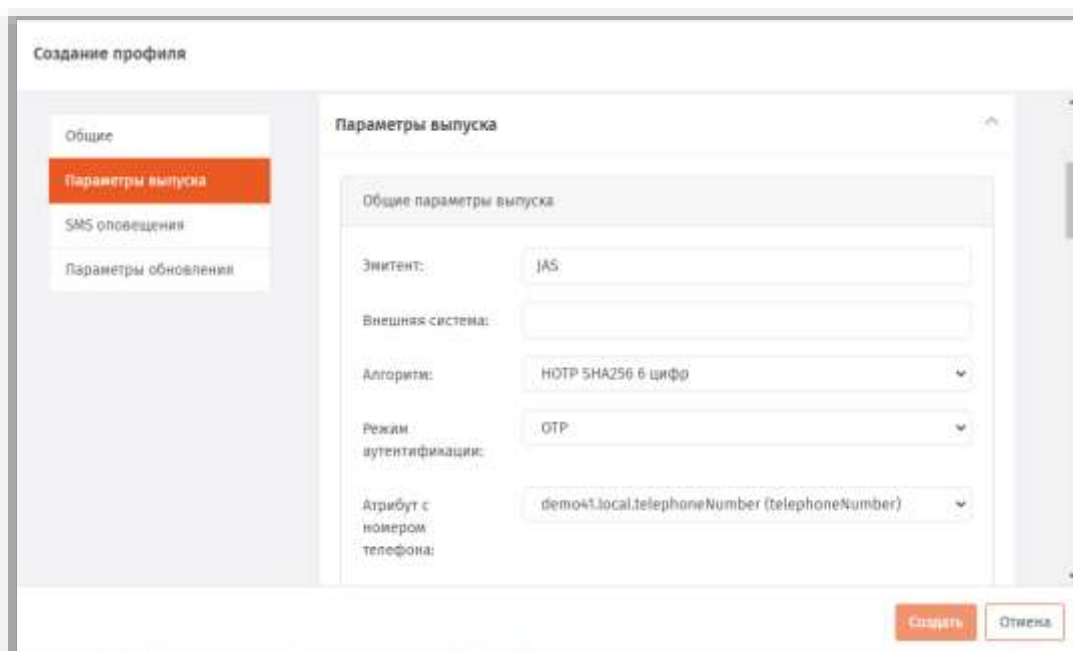 Создание профиля
Общие
Параметры выпуска
SMS оповещения
Параметры обновления
Параметры выпуска
Общие параметры выпуска
Эмитент:
JAS
Внешняя система:
Алгоритм:
HOTP SHA256 6 цифр
Режим
аутентификации:
OTP
Атрибут с
номером
телефона:
demo41.local.telephoneNumber (telephoneNumber)
Создать
Отмена